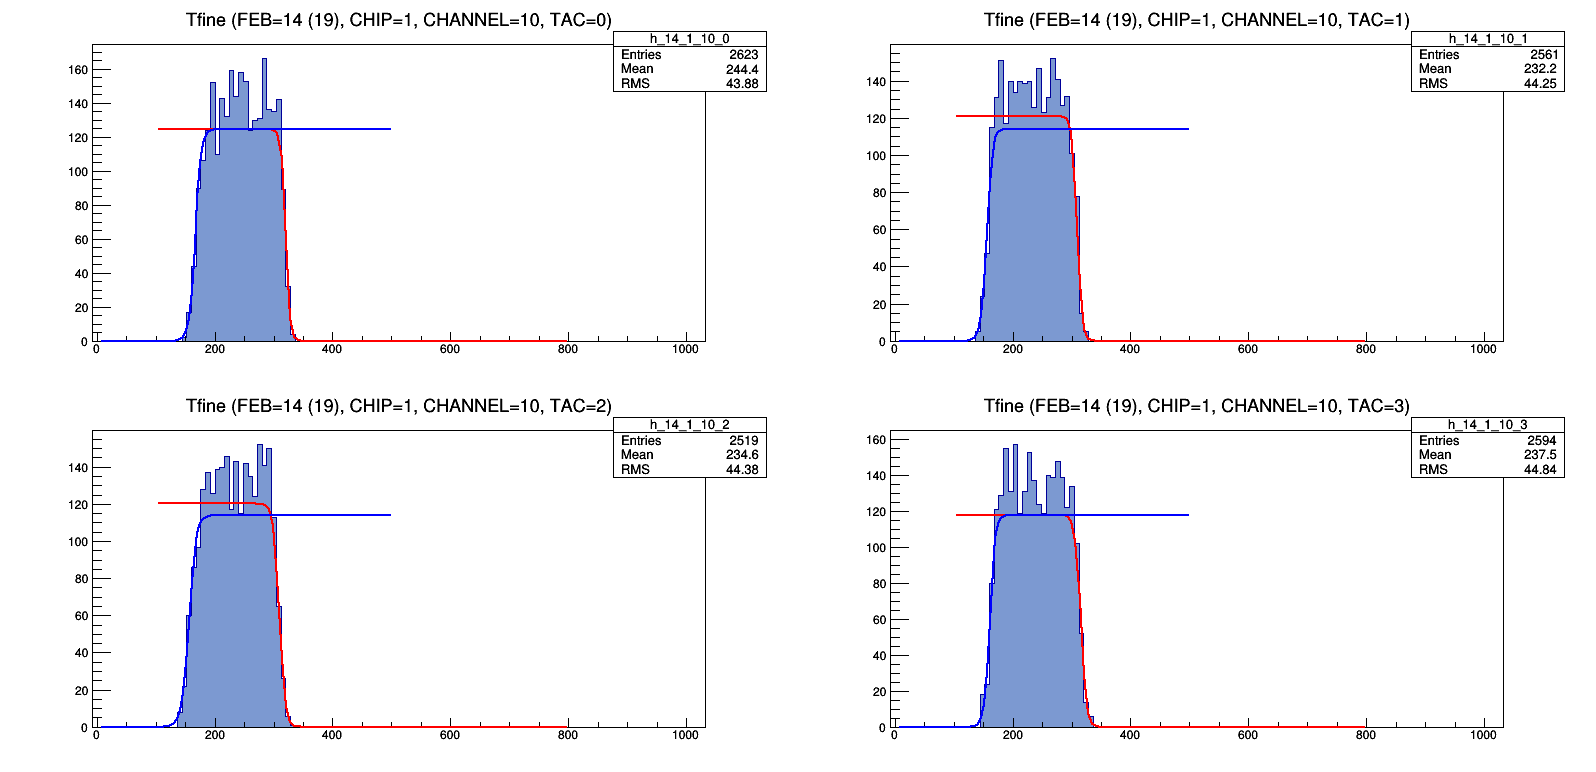 Tfine (FEB=14 (19), CHIP=1, CHANNEL=10, TAC=0)
h_14_1_10_0
Entries 2623
Mean 244.4
RMS 43.88
160
140
120
100
80
60
40
20
0
0 200 400 600 800 1000
Tfine (FEB=14 (19), CHIP=1, CHANNEL=10, TAC=1)
h_14_1_10_1
Entries 2561
Mean 232.2
RMS 44.25
140
120
100
80
60
40
20
0
0 200 400 600 800 1000
Tfine (FEB=14 (19), CHIP=1, CHANNEL=10, TAC=2)
h_14_1_10_2
Entries 2519
Mean 234.6
RMS 44.38
140
120
100
80
60
40
20
0
0 200 400 600 800 1000
Tfine (FEB=14 (19), CHIP=1, CHANNEL=10, TAC=3)
h_14_1_10_3
Entries 2594
Mean 237.5
RMS 44.84
160
140
120
100
80
60
40
20
0
0 200 400 600 800 1000